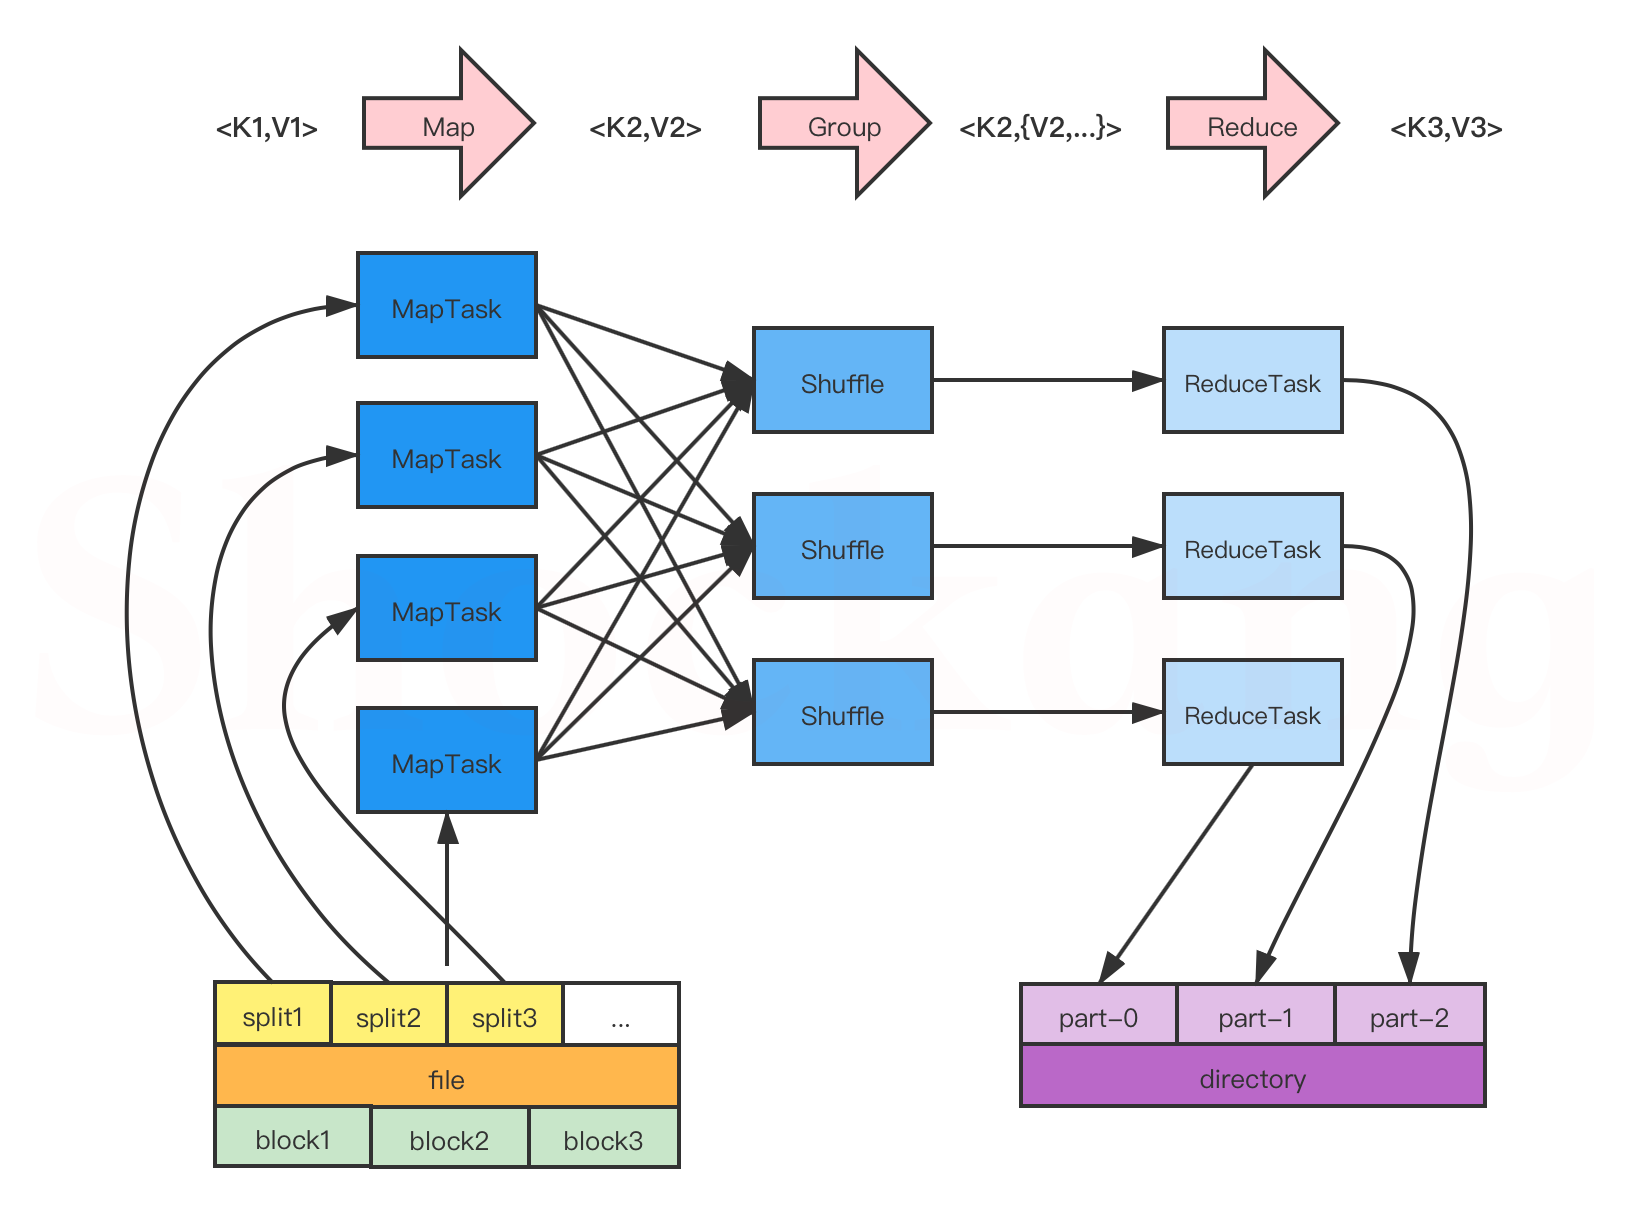 <K1,V1>
Map
<K2,V2>
Group
<K2,{V2,...}>
Reduce
<K3,V3>
MapTask
MapTask
MapTask
MapTask
Shuffle
Shuffle
Shuffle
ReduceTask
ReduceTask
ReduceTask
split1
split2
split3
...
file
block1
block2
block3
part-0
part-1
part-2
directory
Shockang